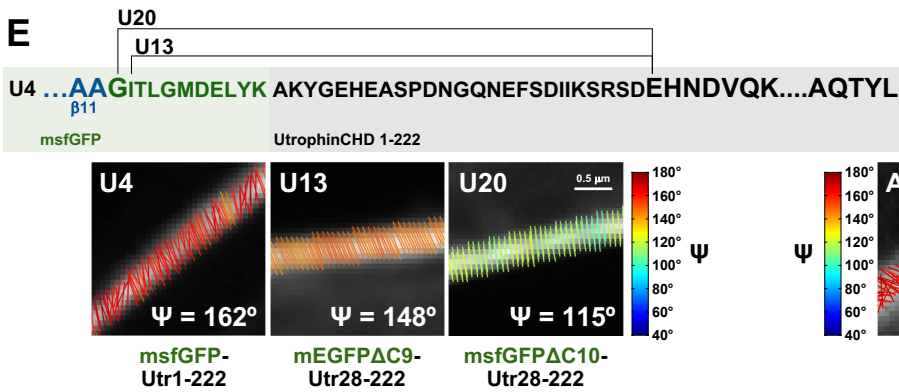 E
U20
U13
U4 ...AAGITLGMDELYK AKYGEHEASPDNGQNEFSDIIKSRSDEHNDVQK....AQTYL
β11
msfGFP UtrophinCHD 1-222
U4 U13 U20 0.5 μm A
180° 180°
160° 160°
140° 140°
120° Ψ Ψ 120°
100° 100°
80° 80°
60° 60°
40° 40°
Ψ = 162º Ψ = 148º Ψ = 115º
msfGFP- mEGFPΔC9- msfGFPΔC10-
Utr1-222 Utr28-222 Utr28-222